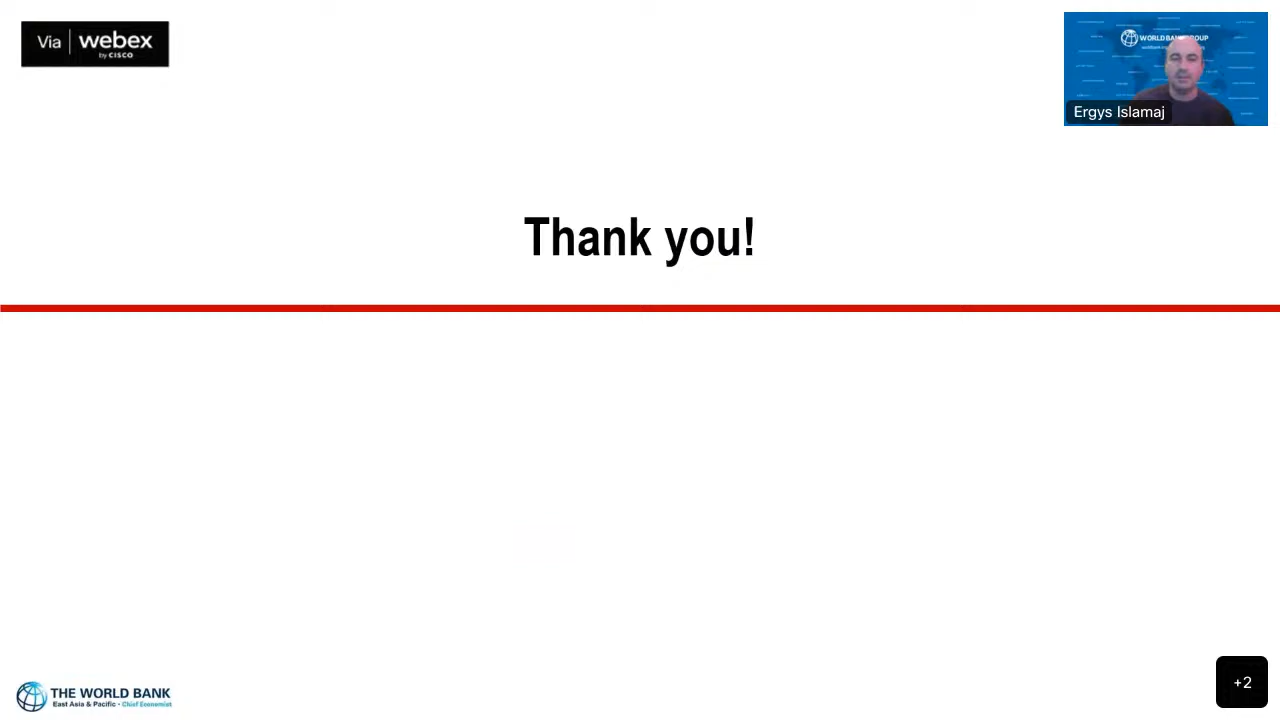 Via webex
by CISCO
WORLD BANK GROUP
Ergys Islamaj
Thank you!
THE WORLD BANK
East Asia & Pacific • Chief Economist
+2